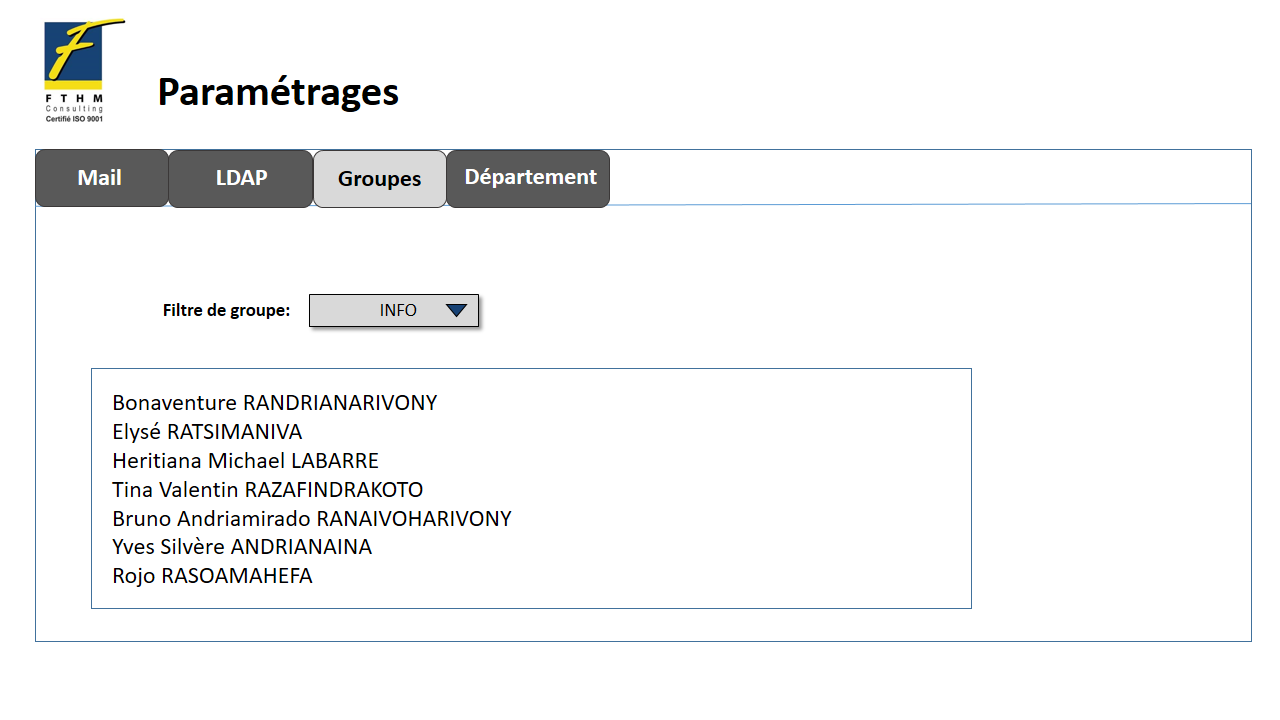 F T H M
Consulting
Certifié ISO 9001
Paramétrages
Mail LDAP Groupes Département
Filtre de groupe: INFO
Bonaventure RANDRIANARIVONY
Elysé RATSIMANIVA
Heritiana Michael LABARRE
Tina Valentin RAZAFINDRAKOTO
Bruno Andriamirado RANAIVOHARIVONY
Yves Silvère ANDRIANAINA
Rojo RASOAMAHEFA